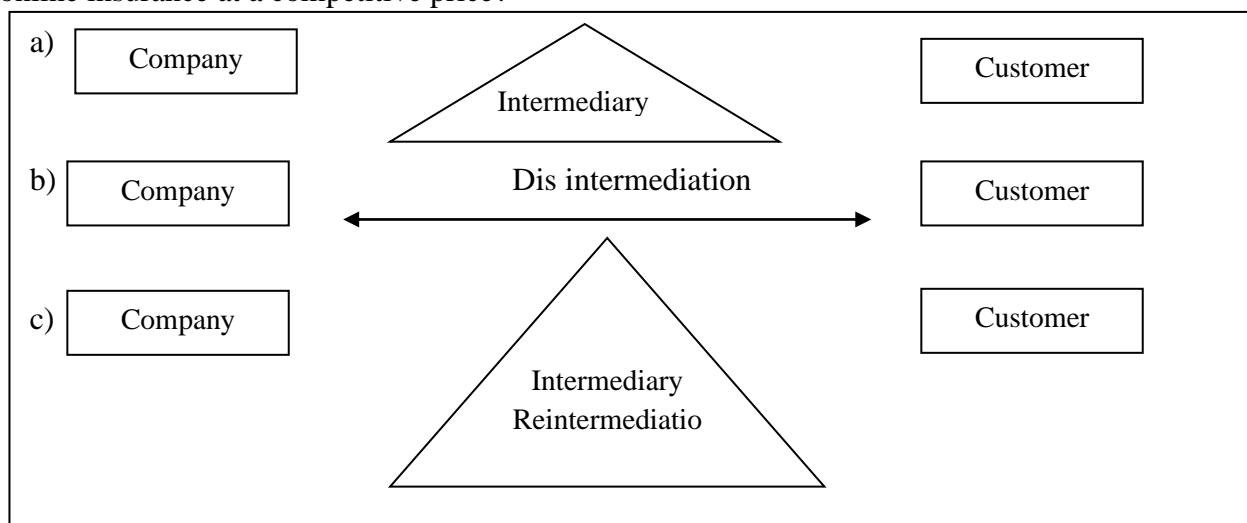 online insurance at a competitive price?
a) Company Intermediary Customer
b) Company Dis intermediation Customer
c) Company Customer
Intermediary
Reintermediatio